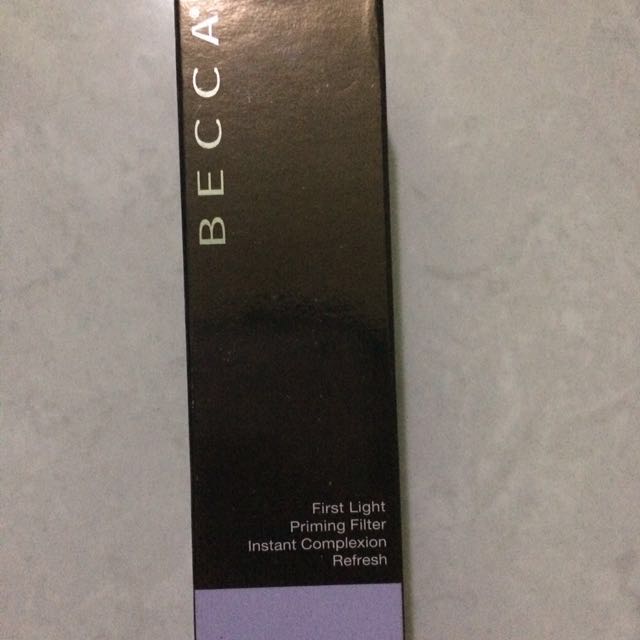 BECCA
First Light
Priming Filter
Instant Complexion
Refresh